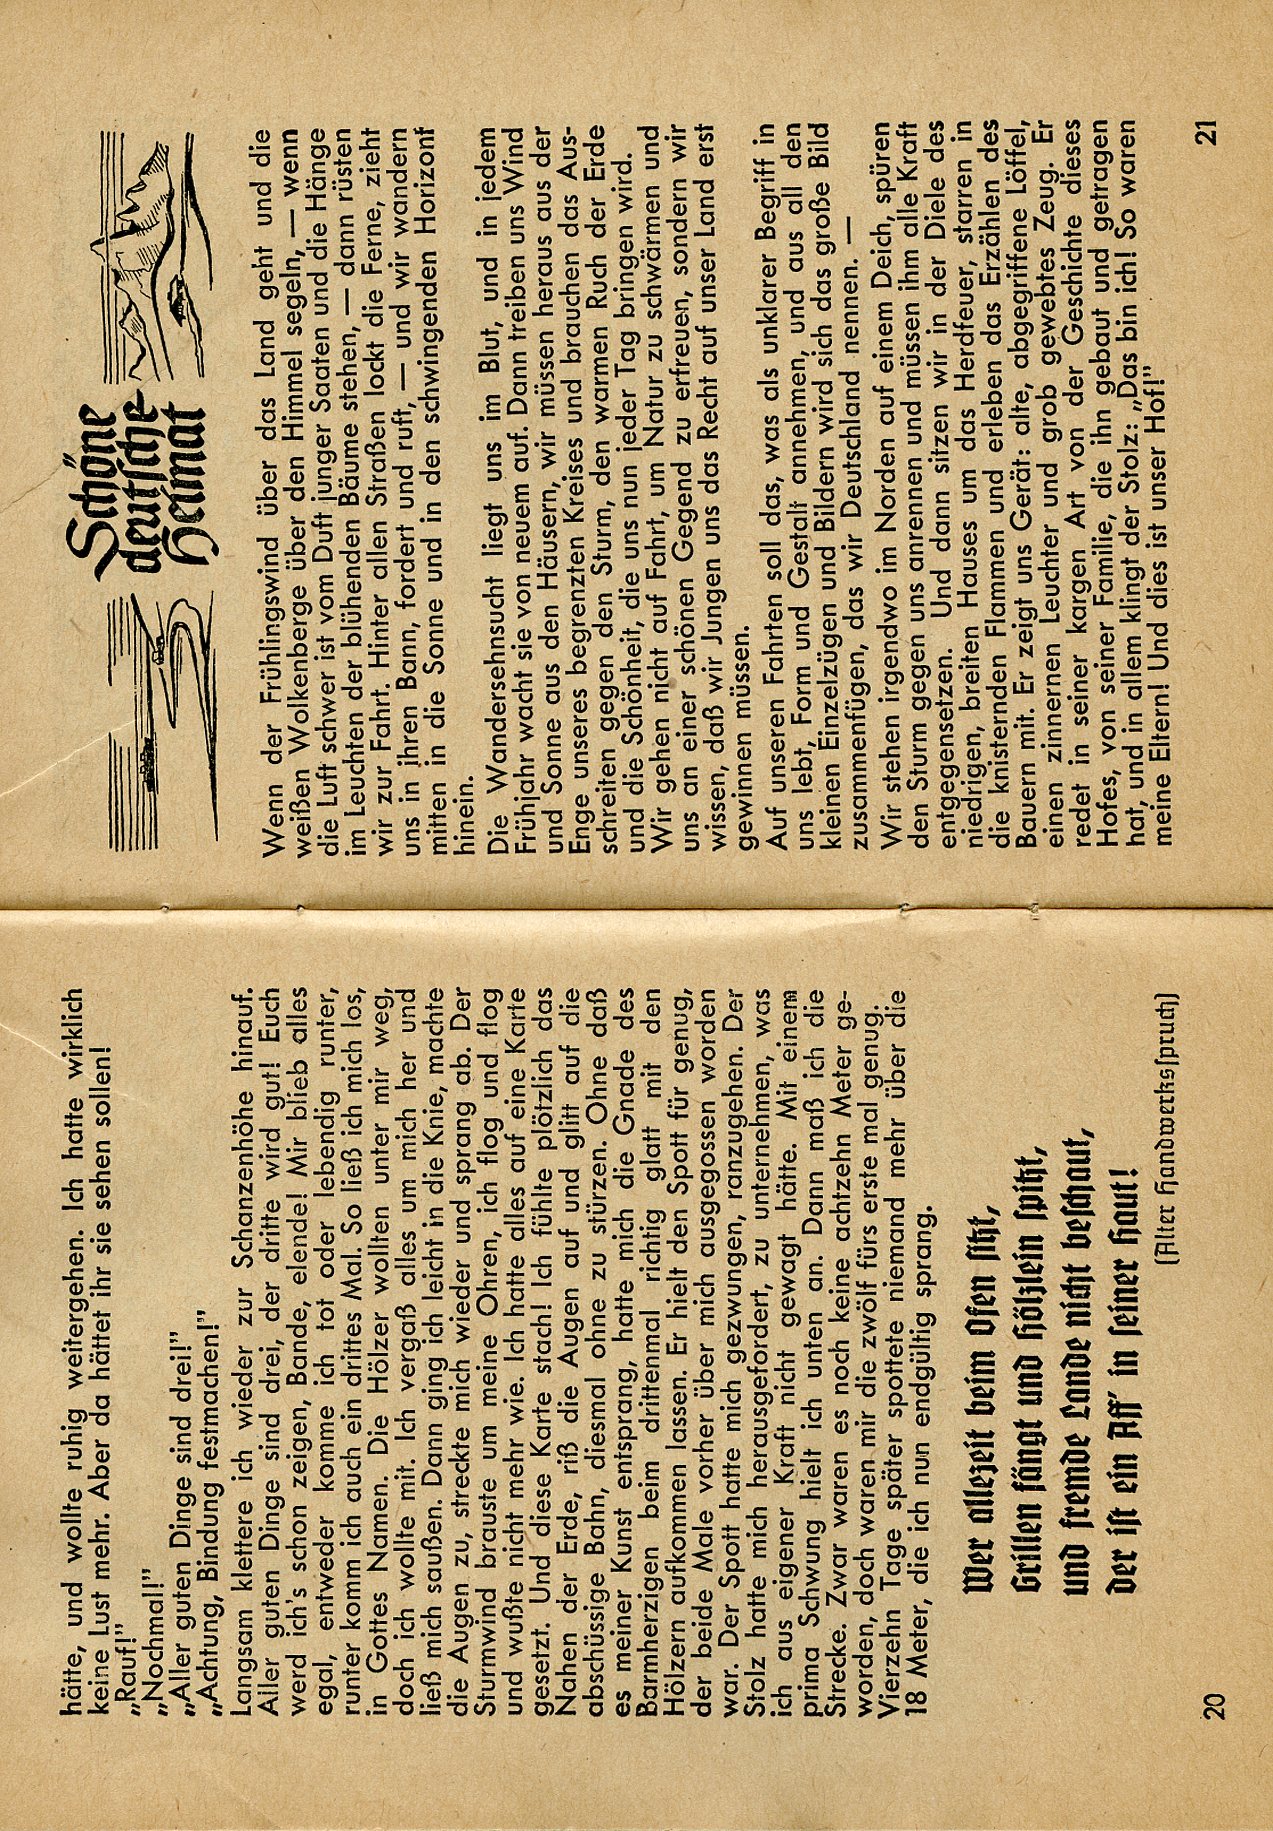 hätte, und wollte ruhig weitergehen. Ich hatte wirklich
keine Lust mehr. Aber da hättet ihr sie sehen sollen!
„Rauf!”
„Nochmal!”
„Aller guten Dinge sind drei!”
„Achtung, Bindung festmachen!”
Langsam klettere ich wieder zur Schanzenhöhe hinauf.
Aller guten Dinge sind drei, der dritte wird gut! Euch
werd ich's schon zeigen, Bande, elende! Mir blieb alles
egal, entweder komme ich tot oder lebendig runter,
runter komm ich auch ein drittes Mal. So ließ ich mich los,
in Gottes Namen. Die Hölzer wollten unter mir weg,
doch ich wollte mit. Ich vergaß alles um mich her und
ließ mich saußen. Dann ging ich leicht in die Knie, machte
die Augen zu, streckte mich wieder und sprang ab. Der
Sturmwind brauste um meine Ohren, ich flog und flog
und wußte nicht mehr wie. Ich hatte alles auf eine Karte
gesetzt. Und diese Karte stach! Ich fühlte plötzlich das
Nahen der Erde, riß die Augen auf und glitt auf die
abschüssige Bahn, diesmal ohne zu stürzen. Ohne daß
es meiner Kunst entsprang, hatte mich die Gnade des
Barmherzigen beim drittenmal richtig glatt mit den
Hölzern aufkommen lassen. Er hielt den Spott für genug,
der beide Male vorher über mich ausgegossen worden
war. Der Spott hatte mich gezwungen, ranzugehen. Der
Stolz hatte mich herausgefordert, zu unternehmen, was
ich aus eigener Kraft nicht gewagt hätte. Mit einem
prima Schwung hielt ich unten an. Dann maß ich die
Strecke. Zwar waren es noch keine achtzehn Meter ge-
worden, doch waren mir die zwölf fürs erste mal genug.
Vierzehn Tage später spottete niemand mehr über die
18 Meter, die ich nun endgültig sprang.
Wer allezeit beim Ofen sitzt,
Grillen fängt und Hölzlein spitzt,
und fremde Lande nicht beschaut,
der ist ein Aff' in seiner Haut!
(Alter Handwerksspruch)
20
Schöne
deutsche
Heimat
Wenn der Frühlingswind über das Land geht und die
weißen Wolkenberge über den Himmel segeln, — wenn
die Luft schwer ist vom Duft junger Saaten und die Hänge
im Leuchten der blühenden Bäume stehen, — dann rüsten
wir zur Fahrt. Hinter allen Straßen lockt die Ferne, zieht
uns in ihren Bann, fordert und ruft, — und wir wandern
mitten in die Sonne und in den schwingenden Horizont
hinein.
Die Wandersehnsucht liegt uns im Blut, und in jedem
Frühjahr wacht sie von neuem auf. Dann treiben uns Wind
und Sonne aus den Häusern, wir müssen heraus aus der
Enge unseres begrenzten Kreises und brauchen das Aus-
schreiten gegen den Sturm, den warmen Ruch der Erde
und die Schönheit, die uns nun jeder Tag bringen wird.
Wir gehen nicht auf Fahrt, um Natur zu schwärmen und
uns an einer schönen Gegend zu erfreuen, sondern wir
wissen, daß wir Jungen uns das Recht auf unser Land erst
gewinnen müssen.
Auf unseren Fahrten soll das, was als unklarer Begriff in
uns lebt, Form und Gestalt annehmen, und aus all den
kleinen Einzelzügen und Bildern wird sich das große Bild
zusammenfügen, das wir Deutschland nennen. —
Wir stehen irgendwo im Norden auf einem Deich, spüren
den Sturm gegen uns anrennen und müssen ihm alle Kraft
entgegensetzen. Und dann sitzen wir in der Diele des
niedrigen, breiten Hauses um das Herdfeuer, starren in
die knisternden Flammen und erleben das Erzählen des
Bauern mit. Er zeigt uns Gerät: alte, abgegriffene Löffel,
einen zinnernen Leuchter und grob gewebtes Zeug. Er
redet in seiner kargen Art von der Geschichte dieses
Hofes, von seiner Familie, die ihn gebaut und getragen
hat, und in allem klingt der Stolz: „Das bin ich! So waren
meine Eltern! Und dies ist unser Hof!”
21